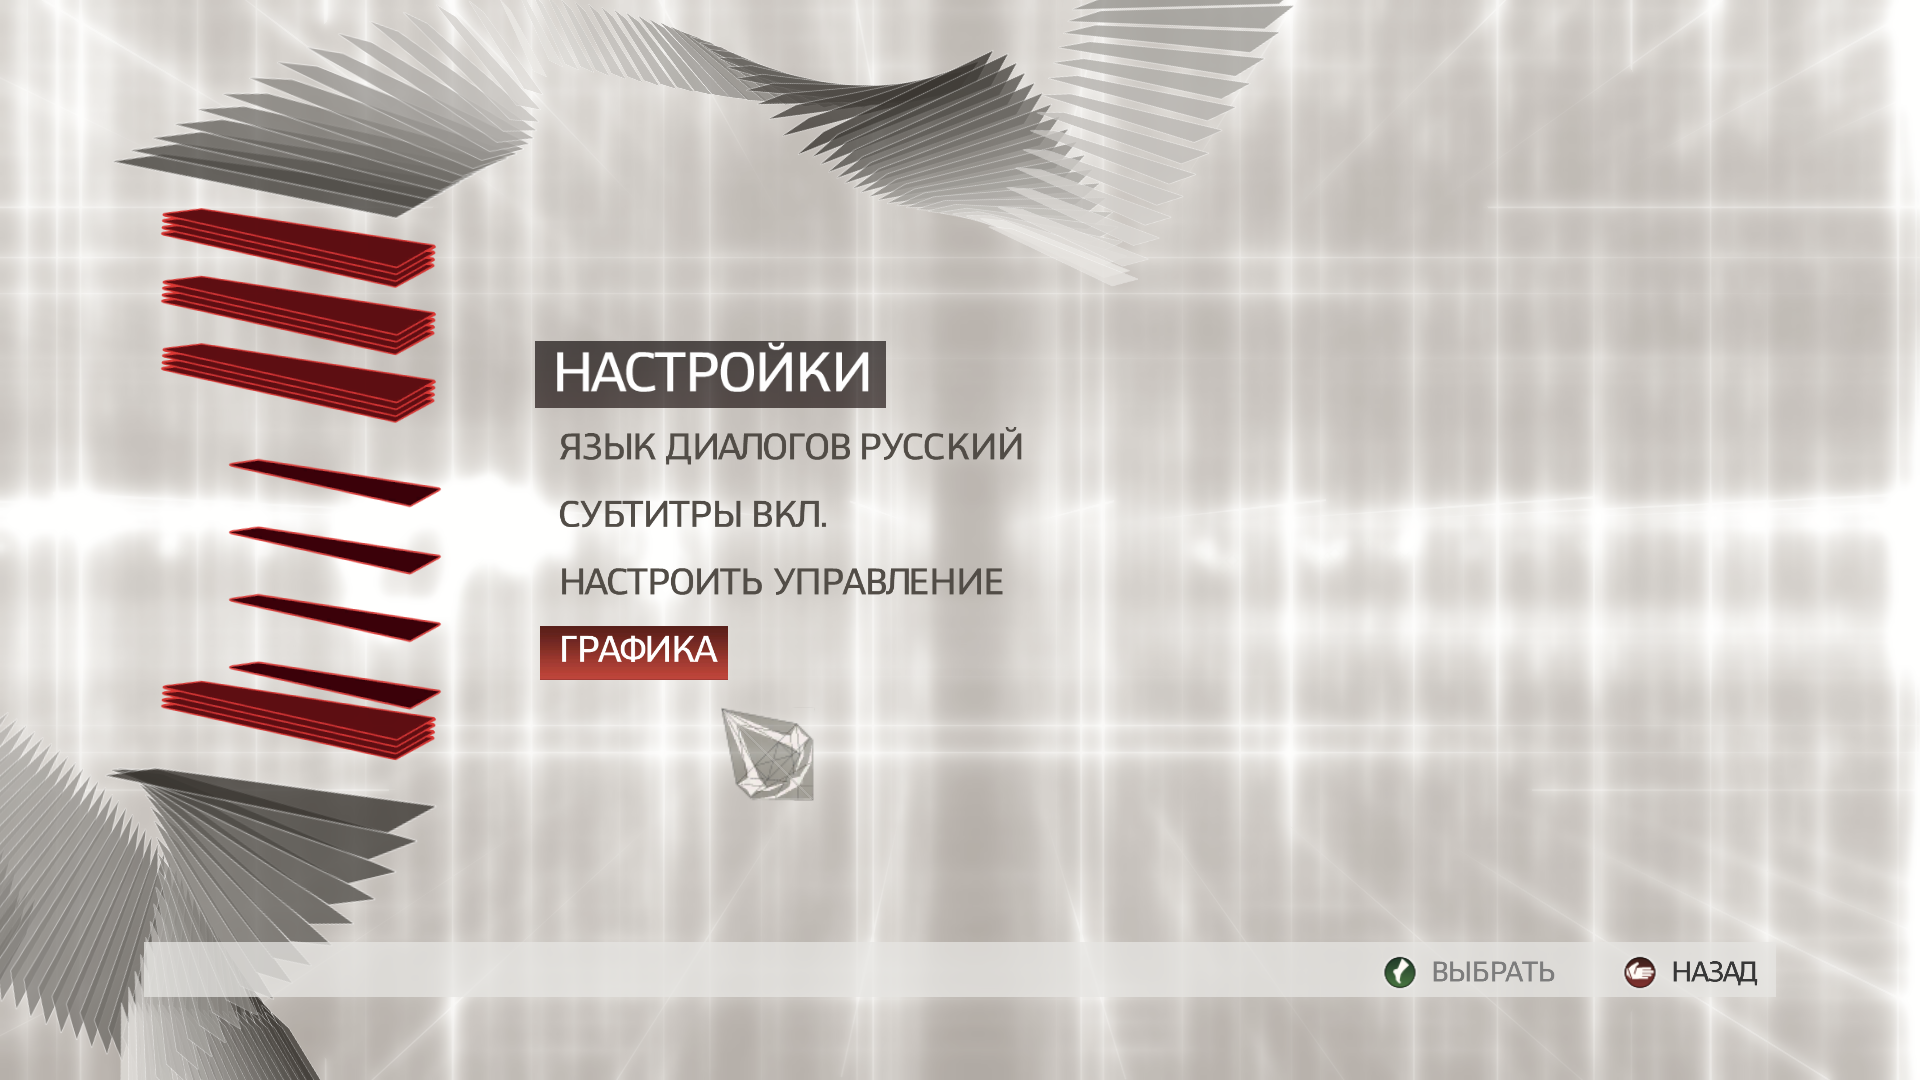 НАСТРОЙКИ
ЯЗЫК ДИАЛОГОВ РУССКИЙ
СУБТИТРЫ ВКЛ.
НАСТРОИТЬ УПРАВЛЕНИЕ
ГРАФИКА
ВЫБРАТЬ НАЗАД